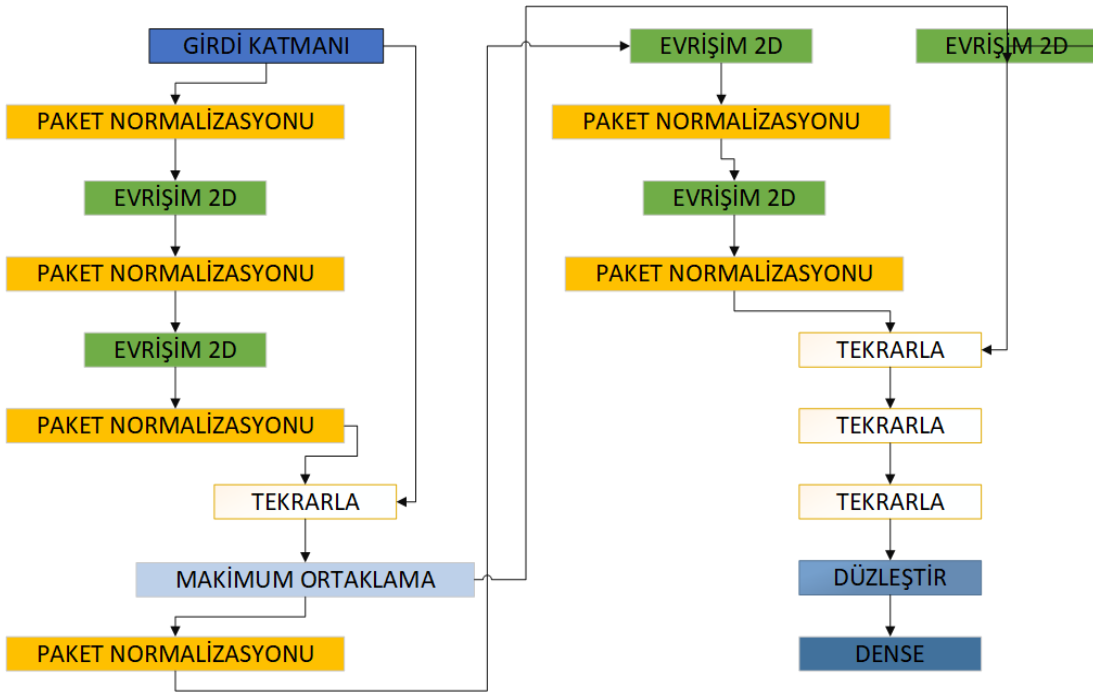 GİRDİ KATMANI
PAKET NORMALİZASYONU
EVRİŞİM 2D
PAKET NORMALİZASYONU
EVRİŞİM 2D
PAKET NORMALİZASYONU
TEKRARLA
MAKİMUM ORTAKLAMA
PAKET NORMALİZASYONU
EVRİŞİM 2D
PAKET NORMALİZASYONU
EVRİŞİM 2D
PAKET NORMALİZASYONU
EVRİŞİM 2D
TEKRARLA
TEKRARLA
TEKRARLA
DÜZLEŞTİR
DENSE